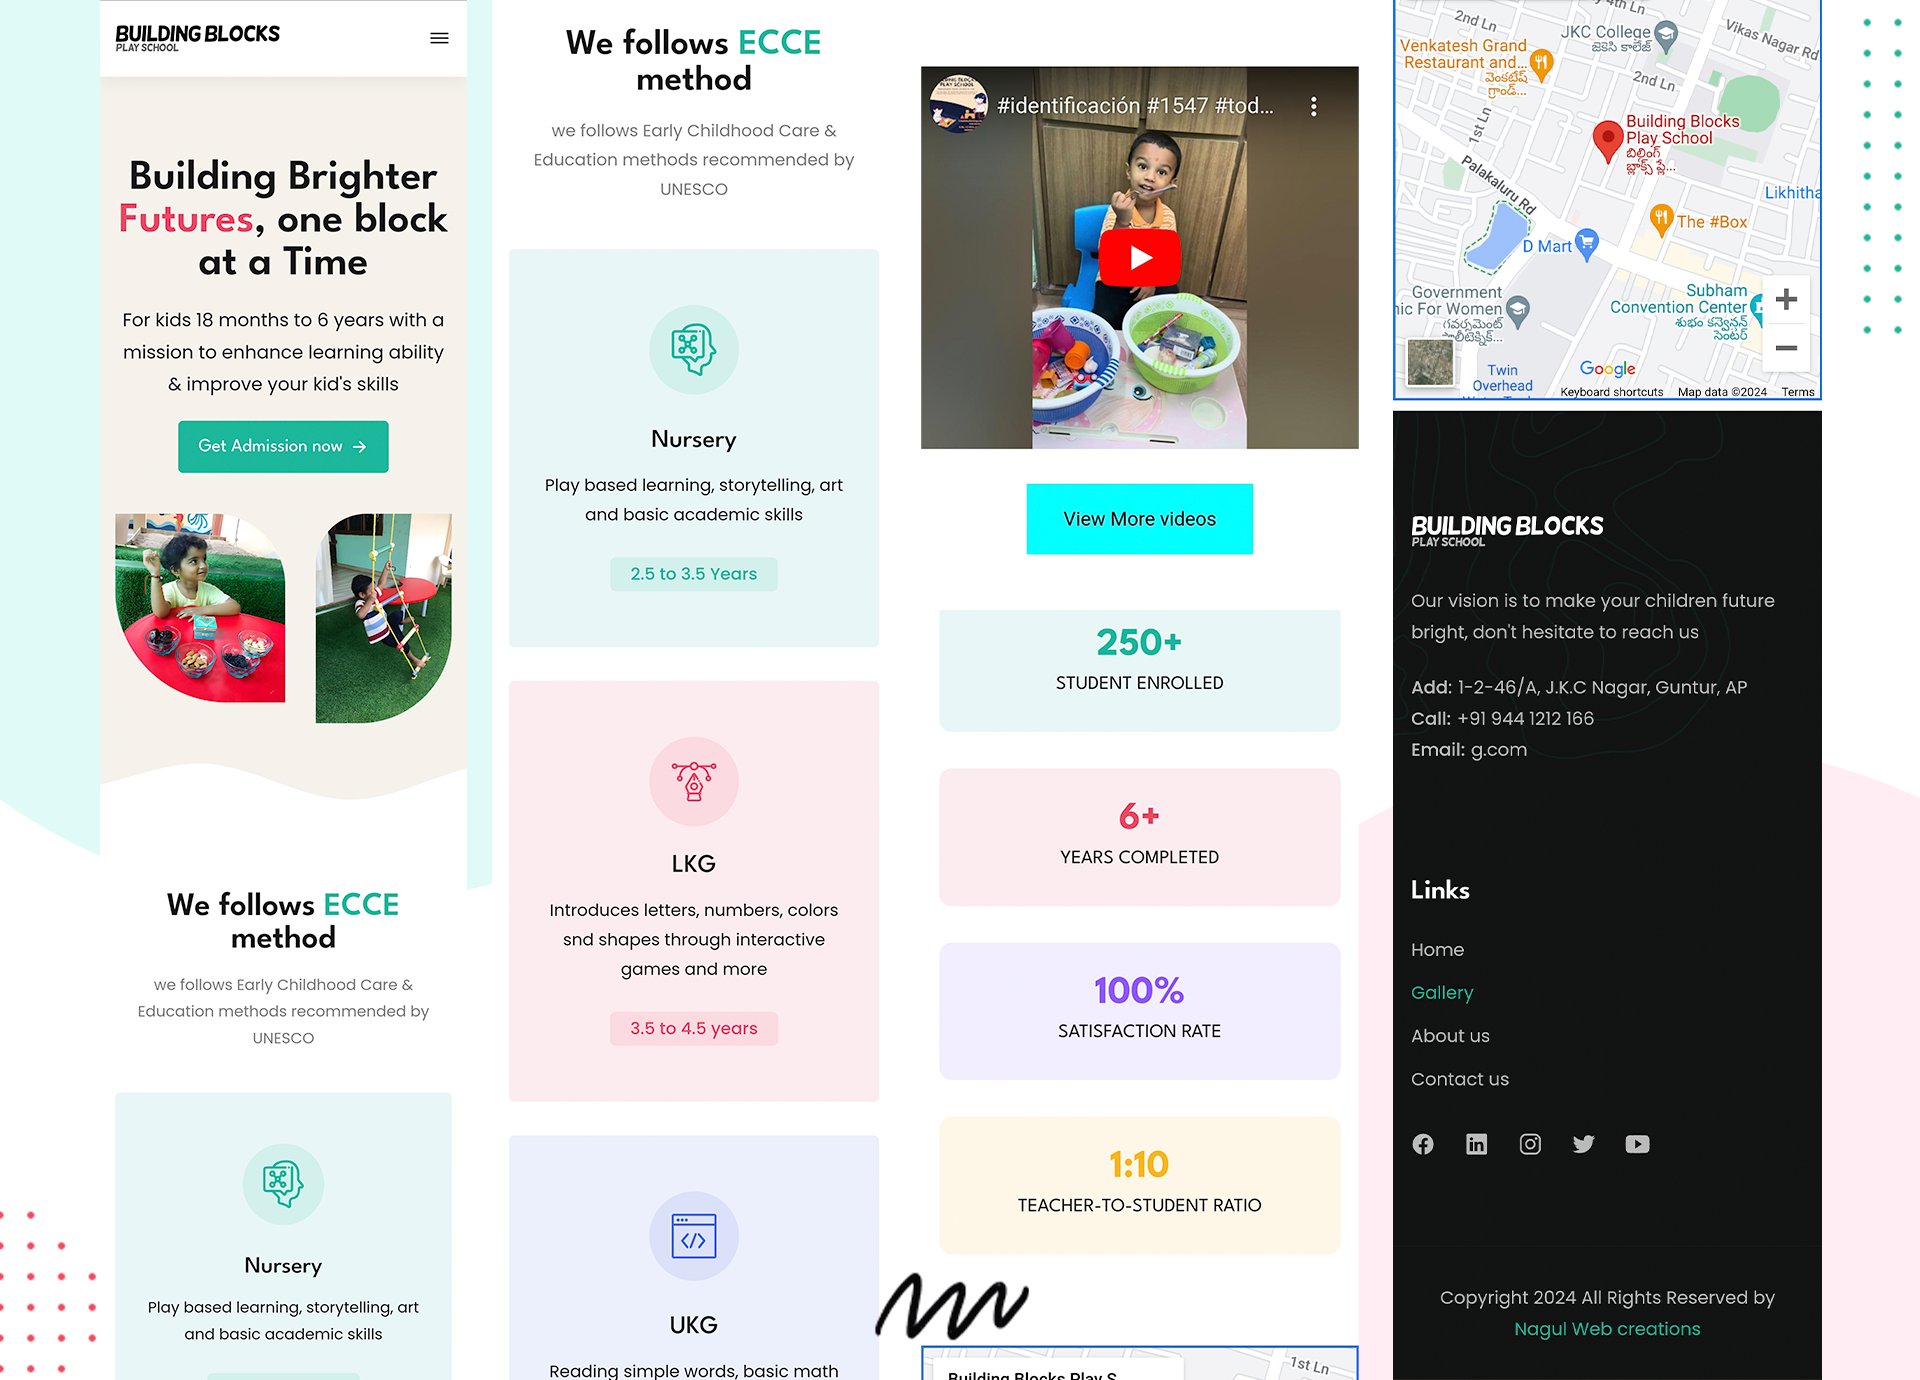 BUILDING BLOCKS
PLAY SCHOOL
Building Brighter
Futures, one block
at a Time
For kids 18 months to 6 years with a
mission to enhance learning ability
& improve your kid's skills
Get Admission now →
We follows ECCE
method
we follows Early Childhood Care &
Education methods recommended by
UNESCO
Nursery
Play based learning, storytelling, art
and basic academic skills
We follows ECCE
method
we follows Early Childhood Care &
Education methods recommended by
UNESCO
Nursery
Play based learning, storytelling, art
and basic academic skills
2.5 to 3.5 Years
LKG
Introduces letters, numbers, colors
snd shapes through interactive
games and more
3.5 to 4.5 years
UKG
Reading simple words, basic math
#identificación #1547 #tod...
View More videos
250+
STUDENT ENROLLED
6+
YEARS COMPLETED
100%
SATISFACTION RATE
1:10
TEACHER-TO-STUDENT RATIO
Building Blocks Play S
1st Ln
4th Ln
2nd Ln
JKC College
జెకెసి కాలేజ్
Vikas Nagar Rd
Venkatesh Grand
Restaurant and...
వెంకటేష్
గ్రాండ్...
2nd Ln
1st Ln
Building Blocks
Play School
బిల్డింగ్
బ్లాక్స్ ప్లే...
Palakaluru Rd
Likhitha
The #Box
D Mart
Government
nic For Women
గవర్నమెంట్
పాలీటెక్నిక్...
Subham
Convention Center
శుభం కన్వెన్షన్
సెంటర్
Twin
Overhead
Google
Keyboard shortcuts Map data ©2024 Terms
BUILDING BLOCKS
PLAY SCHOOL
Our vision is to make your children future
bright, don't hesitate to reach us
Add: 1-2-46/A, J.K.C Nagar, Guntur, AP
Call: +91 944 1212 166
Email: g.com
Links
Home
Gallery
About us
Contact us
Copyright 2024 All Rights Reserved by
Nagul Web creations